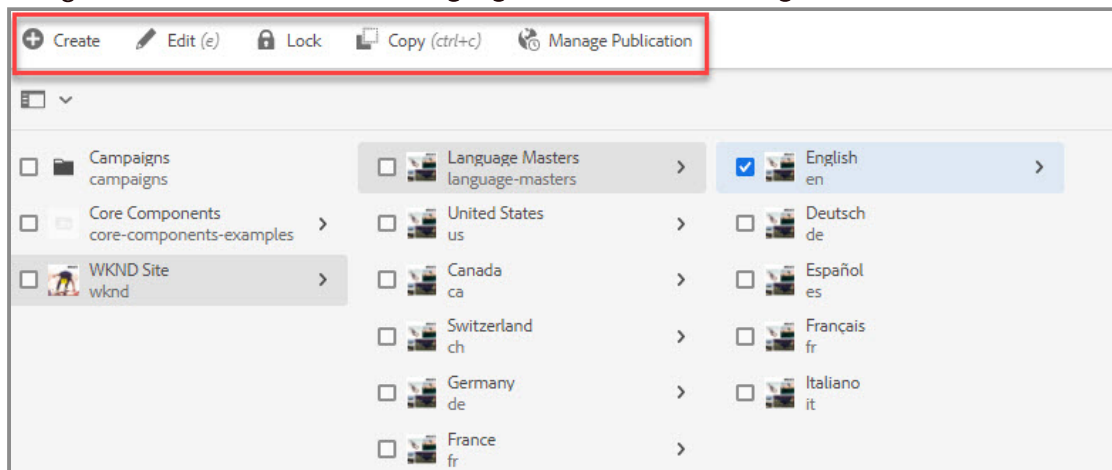 Create Edit (e) Lock Copy (ctrl+c) Manage Publication
Campaigns
campaigns
Core Components
core-components-examples
WKND Site
wknd
Language Masters
language-masters
United States
us
Canada
ca
Switzerland
ch
Germany
de
France
fr
English
en
Deutsch
de
Español
es
Français
fr
Italiano
it